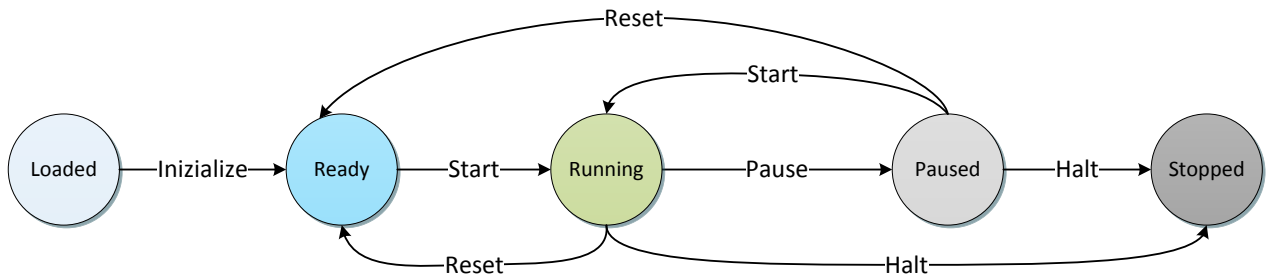 Reset
Start
Loaded
Inizialize
Ready
Start
Running
Pause
Paused
Halt
Stopped
Reset
Halt